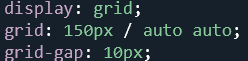 display: grid;
grid: 150px / auto auto;
grid-gap: 10px;